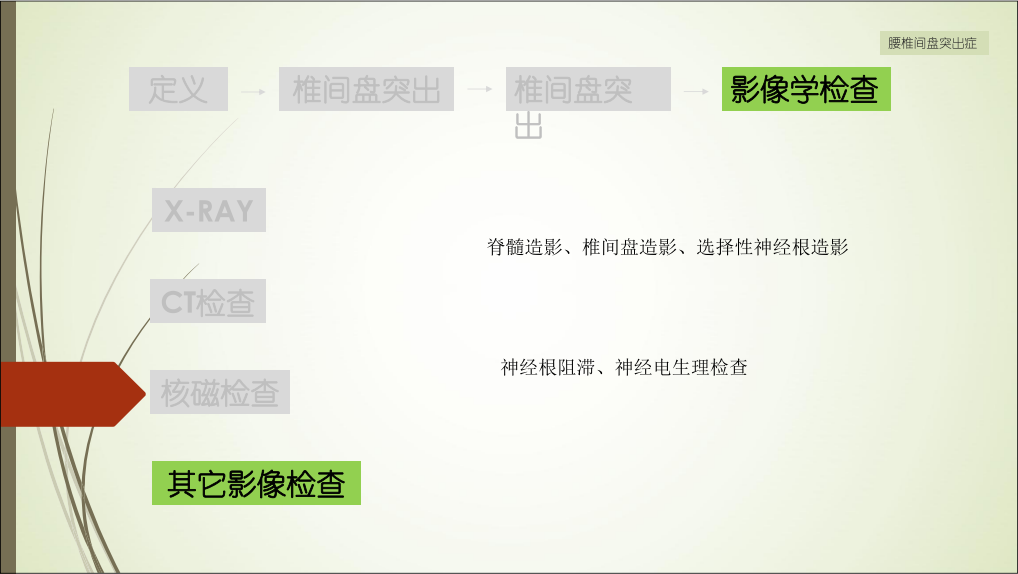 腰椎间盘突出症
定义
椎间盘突出
椎间盘突
出
影像学检查
X-RAY
脊髓造影、椎间盘造影、选择性神经根造影
CT检查
神经根阻滞、神经电生理检查
核磁检查
其它影像检查